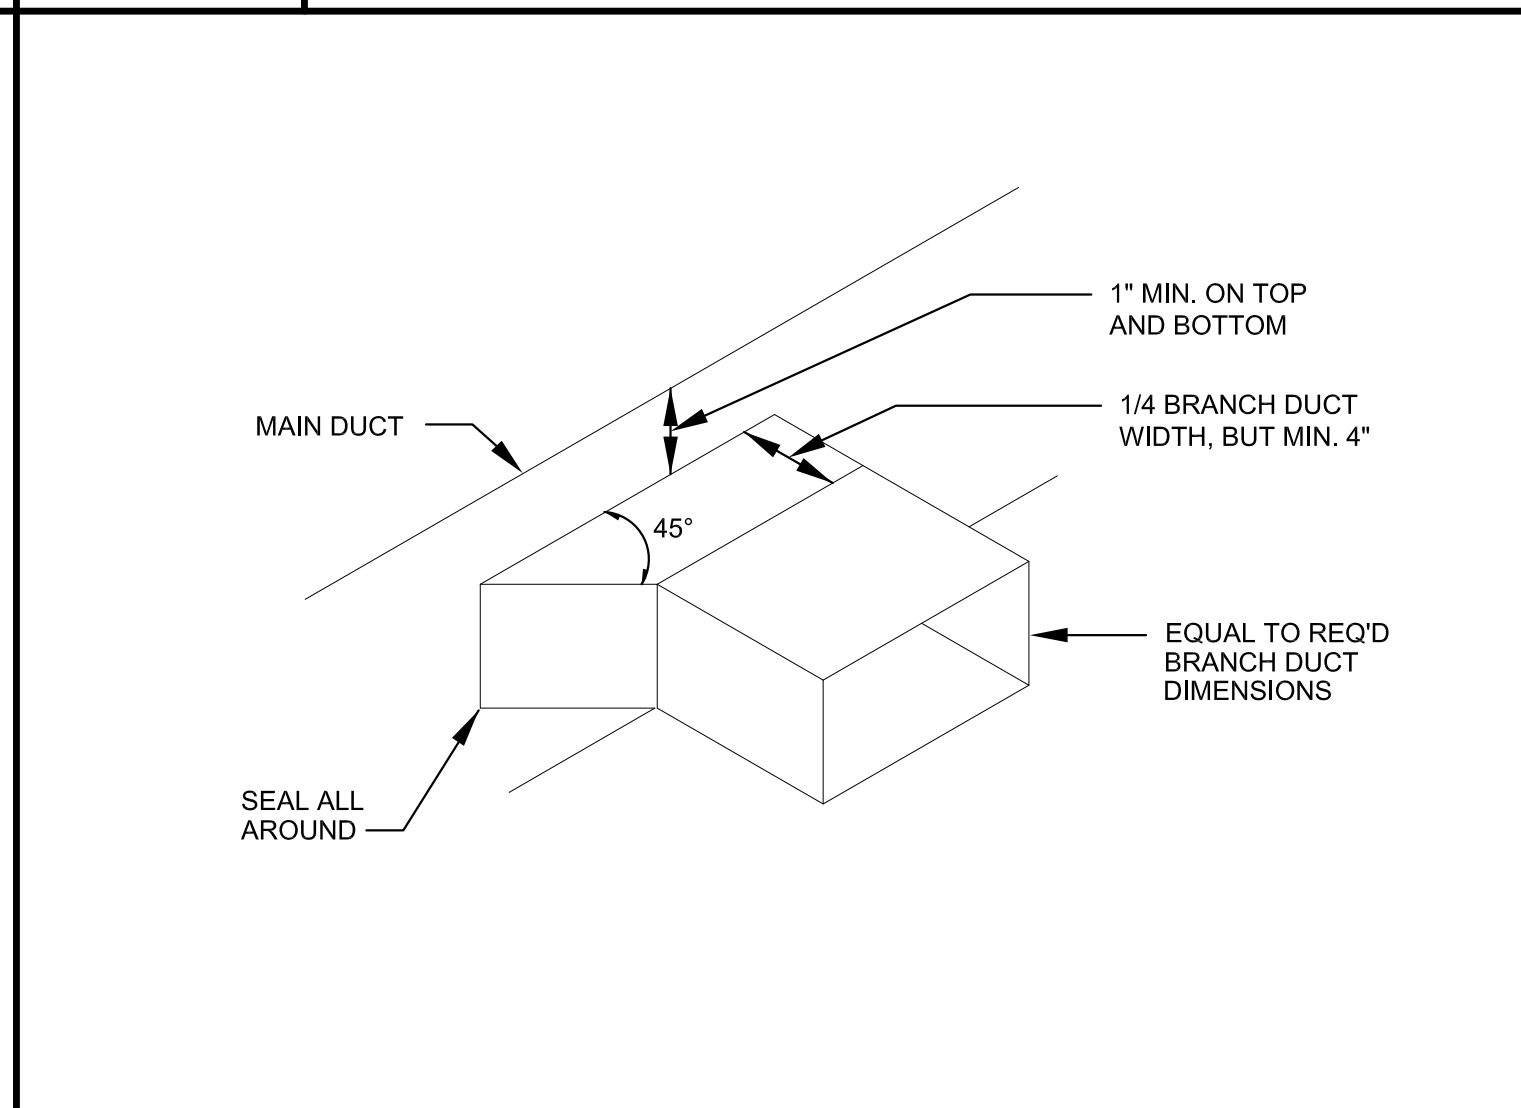 1" MIN. ON TOP
AND BOTTOM
MAIN DUCT
1/4 BRANCH DUCT
WIDTH, BUT MIN. 4"
45°
EQUAL TO REQ'D
BRANCH DUCT
DIMENSIONS
SEAL ALL
AROUND